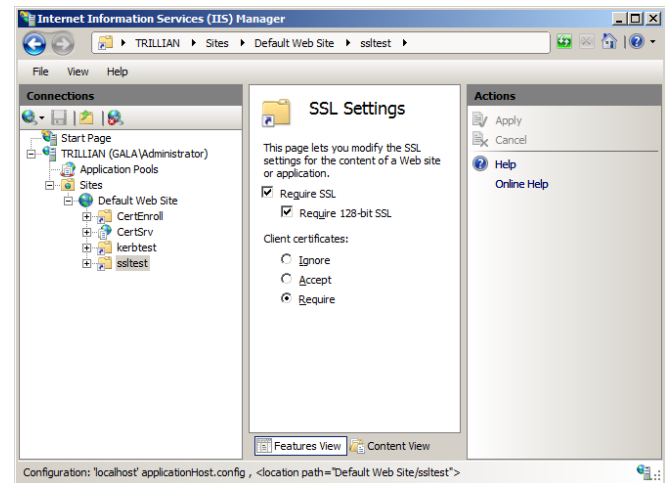 Internet Information Services (IIS) Manager
TRILLIAN Sites Default Web Site ssltest
File View Help
Connections
Start Page
TRILLIAN (GALA\Administrator)
Application Pools
Sites
Default Web Site
CertEnroll
CertSrv
kerbtest
ssltest
SSL Settings
This page lets you modify the SSL
settings for the content of a Web site
or application.
Require SSL
Require 128-bit SSL
Client certificates:
Ignore
Accept
Require
Features View Content View
Actions
Apply
Cancel
Help
Online Help
Configuration: 'localhost' applicationHost.config , <location path="Default Web Site/ssltest">